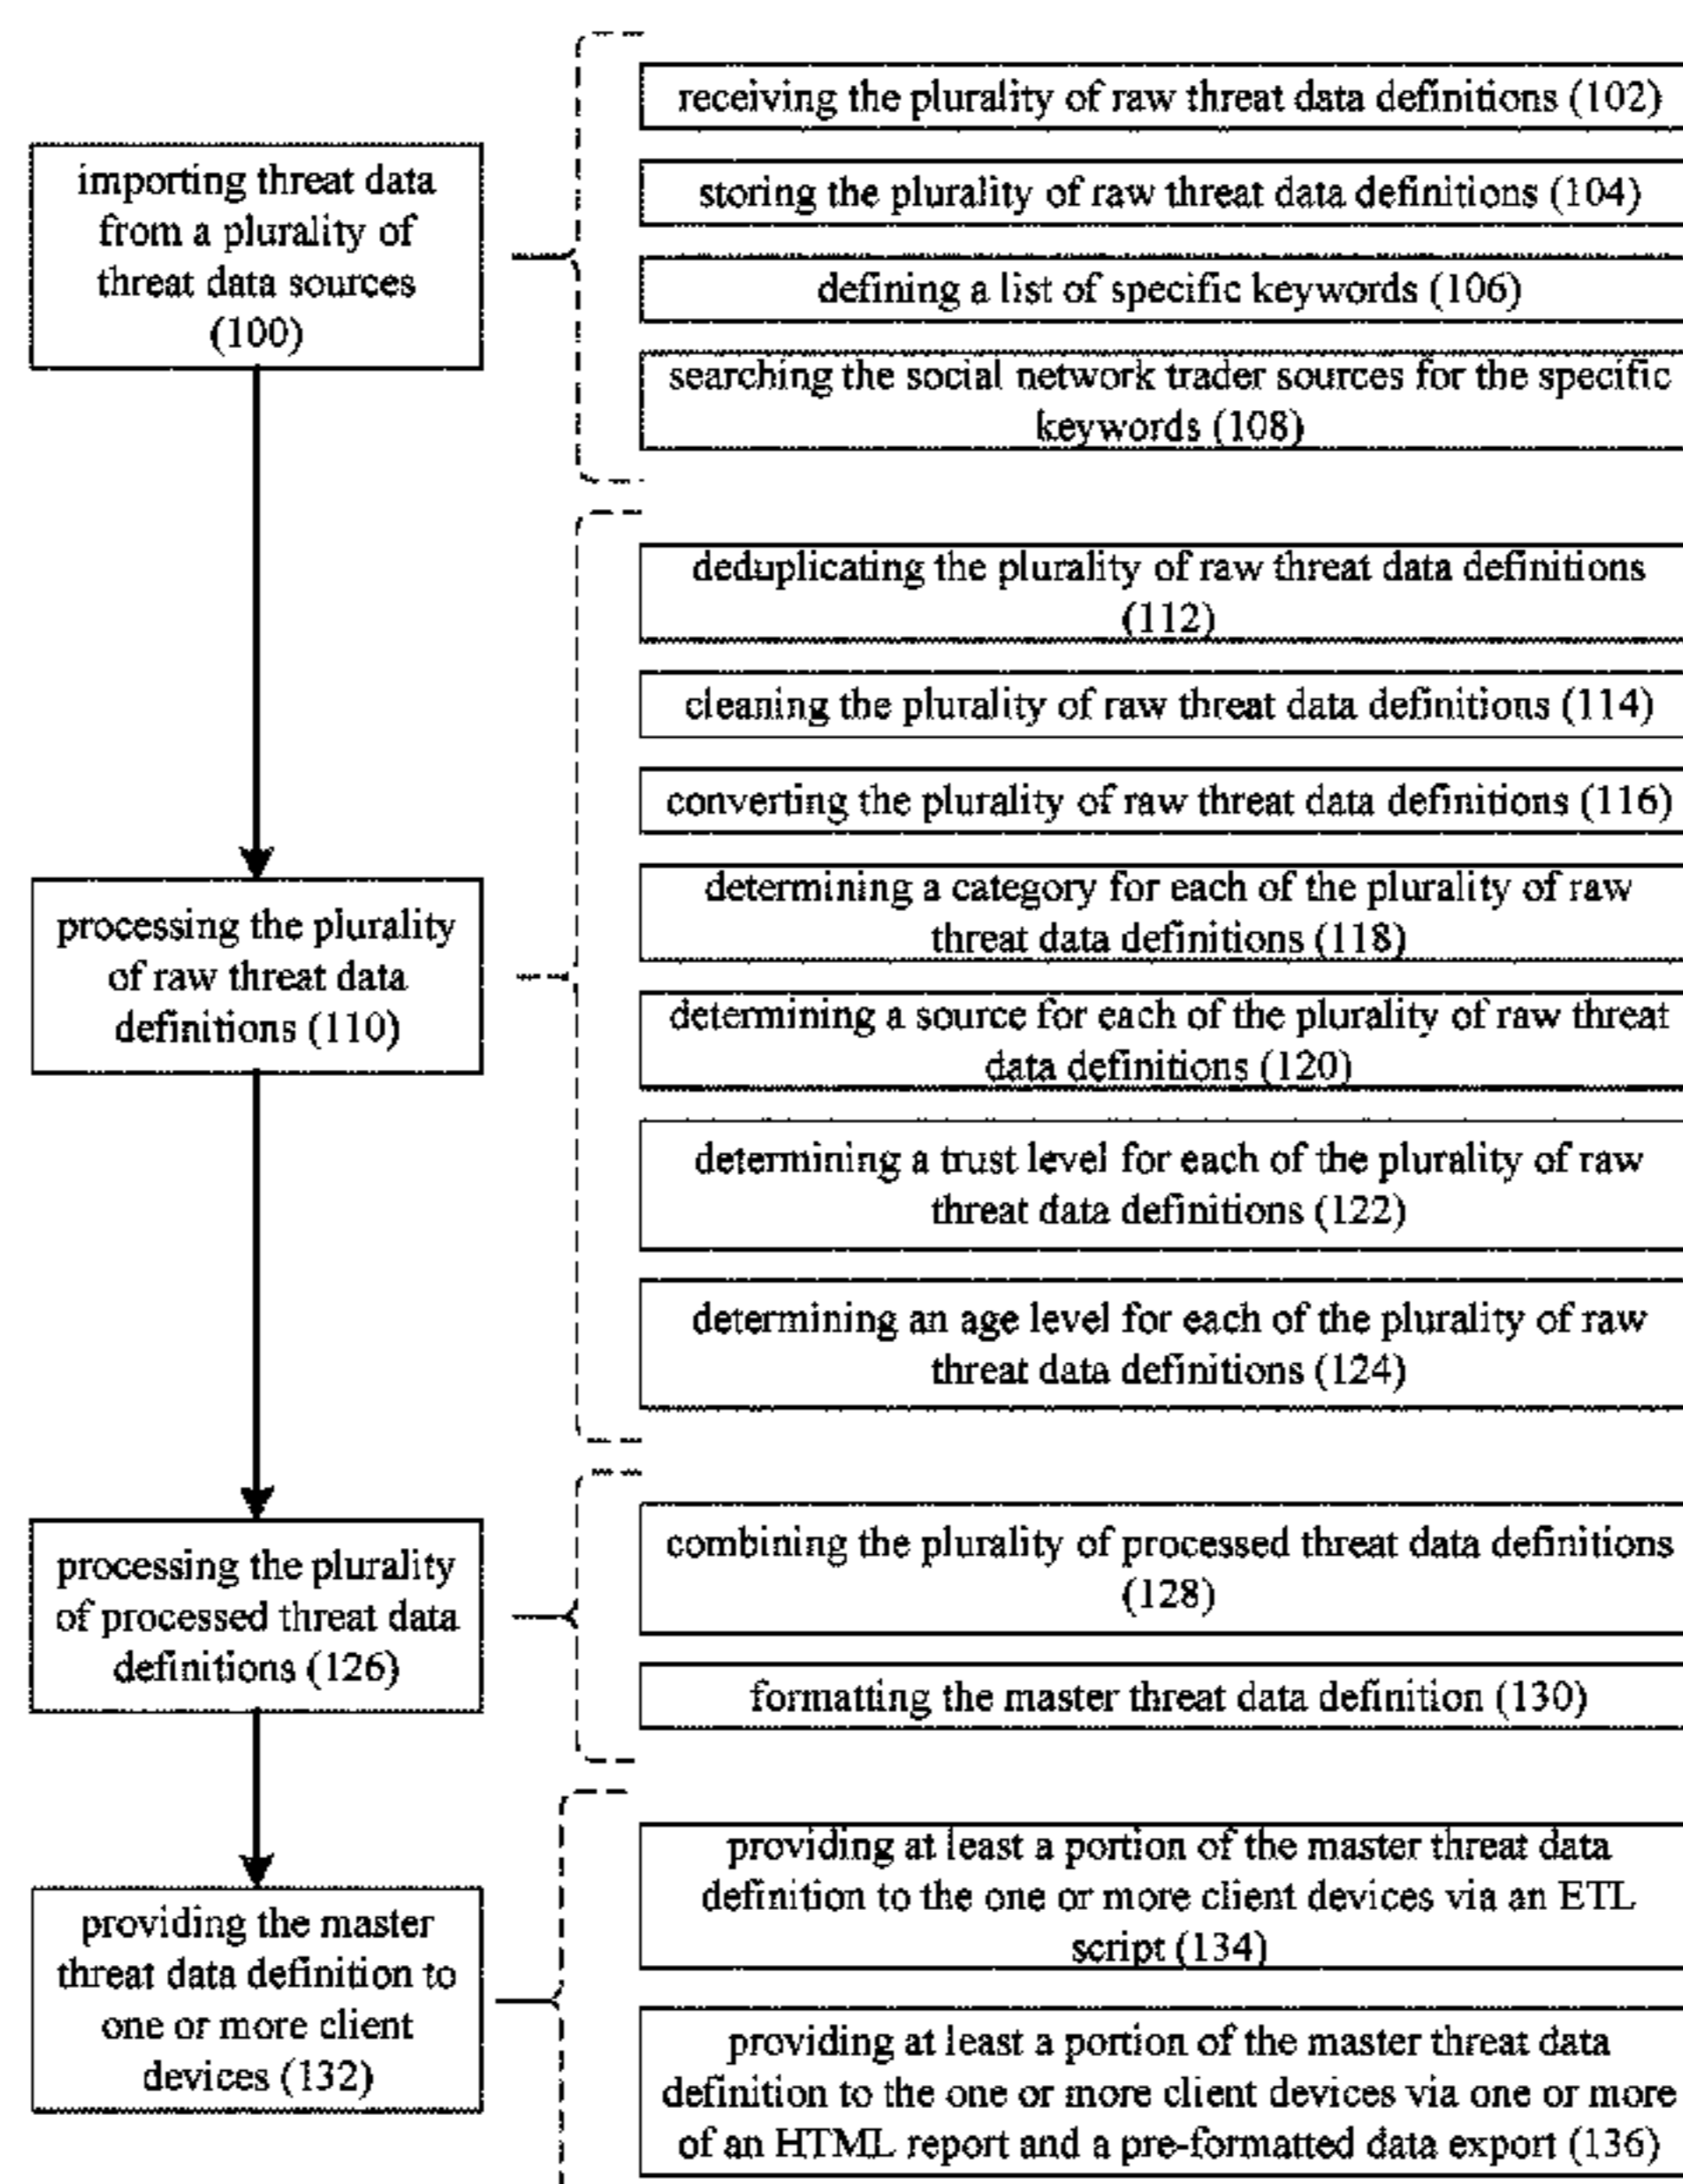 importing threat data
from a plurality of
threat data sources
(100)
receiving the plurality of raw threat data definitions (102)
storing the plurality of raw threat data definitions (104)
defining a list of specific keywords (106)
searching the social network trader sources for the specific
keywords (108)
processing the plurality
of raw threat data
definitions (110)
deduplicating the plurality of raw threat data definitions
(112)
cleaning the plurality of raw threat data definitions (114)
converting the plurality of raw threat data definitions (116)
determining a category for each of the plurality of raw
threat data definitions (118)
determining a source for each of the plurality of raw threat
data definitions (120)
determining a trust level for each of the plurality of raw
threat data definitions (122)
determining an age level for each of the plurality of raw
threat data definitions (124)
processing the plurality
of processed threat data
definitions (126)
combining the plurality of processed threat data definitions
(128)
formatting the master threat data definition (130)
providing the master
threat data definition to
one or more client
devices (132)
providing at least a portion of the master threat data
definition to the one or more client devices via an ETL
script (134)
providing at least a portion of the master threat data
definition to the one or more client devices via one or more
of an HTML report and a pre-formatted data export (136)